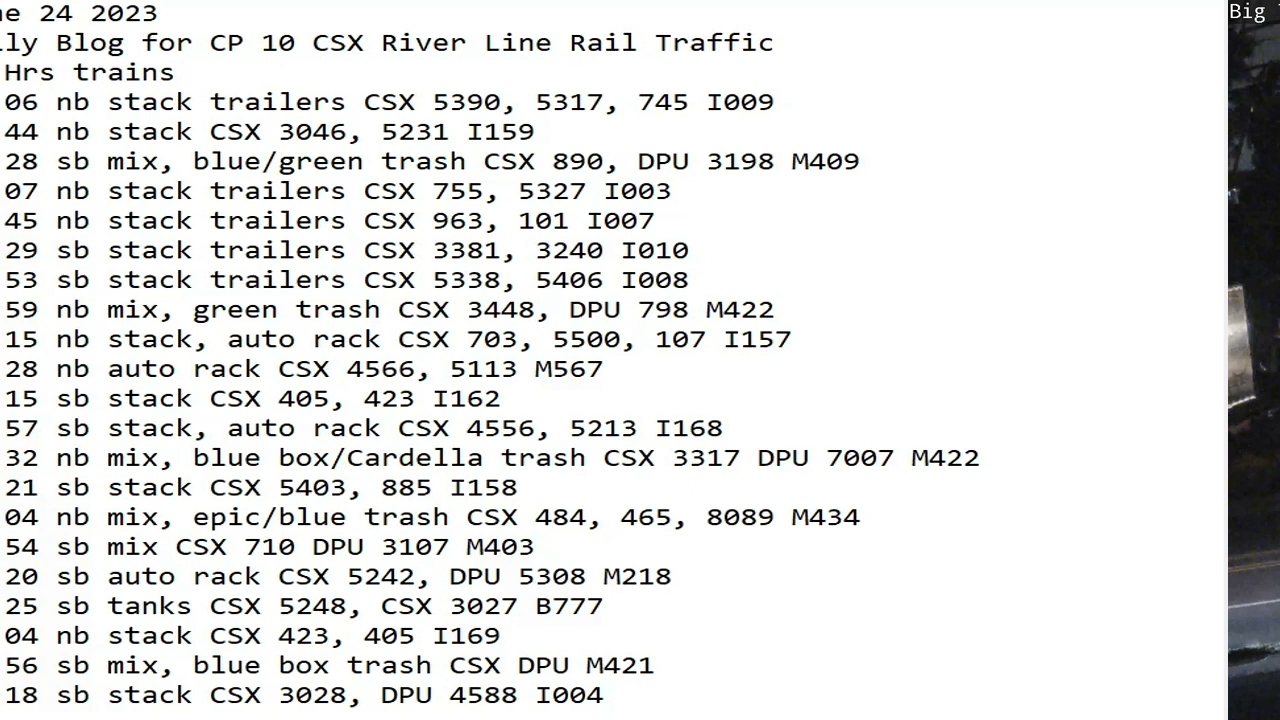 ne 24 2023
lly Blog for CP 10 CSX River Line Rail Traffic
Hrs trains
06 nb stack trailers CSX 5390, 5317, 745 I009
44 nb stack CSX 3046, 5231 I159
28 sb mix, blue/green trash CSX 890, DPU 3198 M409
07 nb stack trailers CSX 755, 5327 I003
45 nb stack trailers CSX 963, 101 I007
29 sb stack trailers CSX 3381, 3240 I010
53 sb stack trailers CSX 5338, 5406 I008
59 nb mix, green trash CSX 3448, DPU 798 M422
15 nb stack, auto rack CSX 703, 5500, 107 I157
28 nb auto rack CSX 4566, 5113 M567
15 sb stack CSX 405, 423 I162
57 sb stack, auto rack CSX 4556, 5213 I168
32 nb mix, blue box/Cardella trash CSX 3317 DPU 7007 M422
21 sb stack CSX 5403, 885 I158
04 nb mix, epic/blue trash CSX 484, 465, 8089 M434
54 sb mix CSX 710 DPU 3107 M403
20 sb auto rack CSX 5242, DPU 5308 M218
25 sb tanks CSX 5248, CSX 3027 B777
04 nb stack CSX 423, 405 I169
56 sb mix, blue box trash CSX DPU M421
18 sb stack CSX 3028, DPU 4588 I004
Big